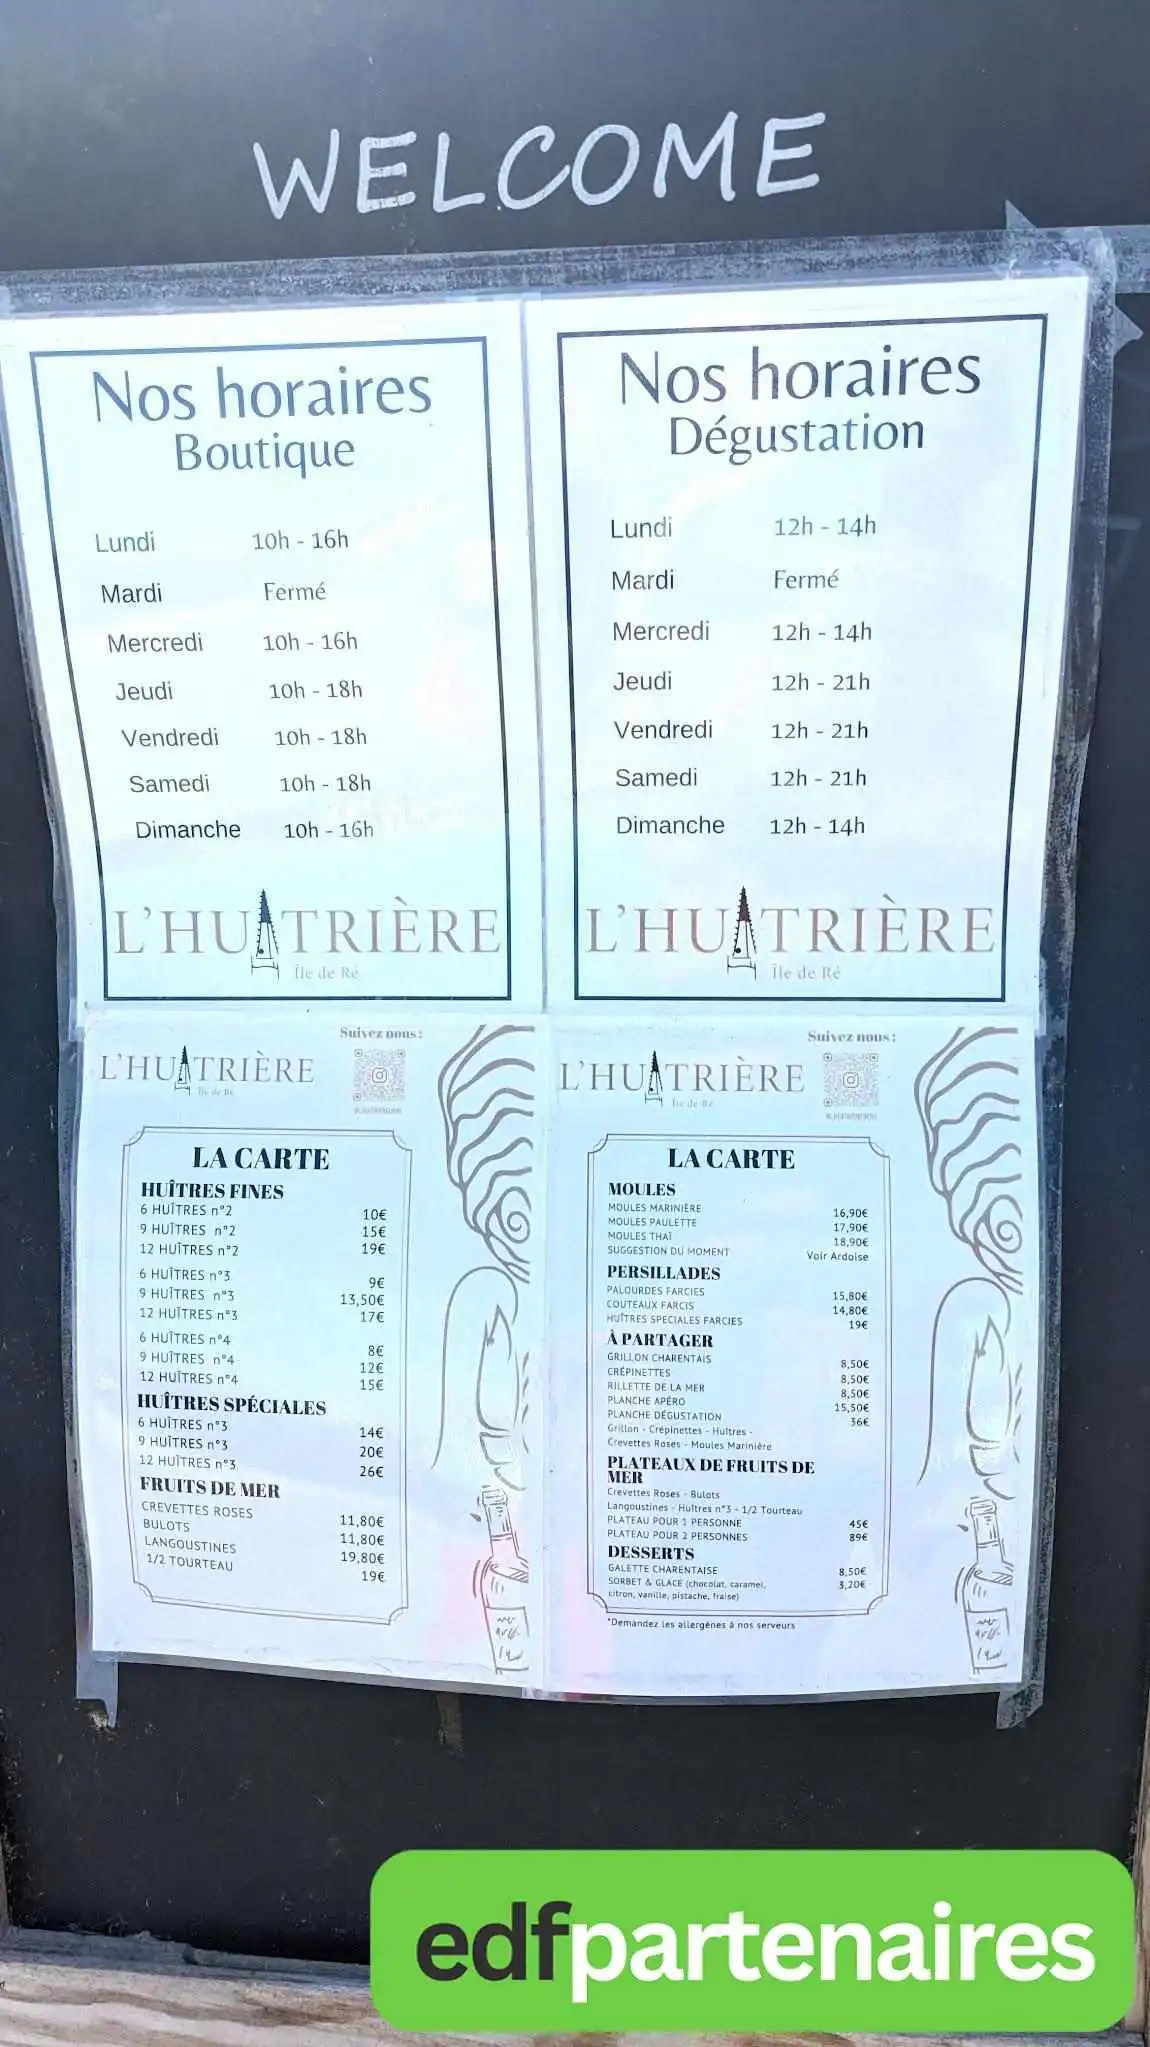 WELCOME
Nos horaires
Boutique
Lundi 10h - 16h
Mardi Fermé
Mercredi 10h - 16h
Jeudi 10h - 18h
Vendredi 10h - 18h
Samedi 10h - 18h
Dimanche 10h - 16h
L'HUITRIÈRE
Île de Ré
Nos horaires
Dégustation
Lundi 12h - 14h
Mardi Fermé
Mercredi 12h - 14h
Jeudi 12h - 21h
Vendredi 12h - 21h
Samedi 12h - 21h
Dimanche 12h - 14h
L'HUITRIÈRE
Île de Ré
Suivez nous :
L'HUITRIÈRE
Île de Ré
LA CARTE
HUÎTRES FINES
6 HUÎTRES n°2 10€
9 HUÎTRES n°2 15€
12 HUÎTRES n°2 19€
6 HUÎTRES n°3 9€
9 HUÎTRES n°3 13,50€
12 HUÎTRES n°3 17€
6 HUÎTRES n°4 8€
9 HUÎTRES n°4 12€
12 HUÎTRES n°4 15€
HUÎTRES SPÉCIALES
6 HUÎTRES n°3 14€
9 HUÎTRES n°3 20€
12 HUÎTRES n°3 26€
FRUITS DE MER
CREVETTES ROSES 11,80€
BULOTS 11,80€
LANGOUSTINES 19,80€
1/2 TOURTEAU 19€
Suivez nous :
L'HUITRIÈRE
Île de Ré
LA CARTE
MOULES
MOULES MARINIÈRE 16,90€
MOULES PAULETTE 17,90€
MOULES THAÏ 18,90€
SUGGESTION DU MOMENT Voir Ardoise
PERSILLADES
PALOURDES FARCIES 15,80€
COUTEAUX FARCIS 14,80€
HUÎTRES SPECIALES FARCIES 19€
À PARTAGER
GRILLON CHARENTAIS 8,50€
CRÉPINETTES 8,50€
RILLETTE DE LA MER 8,50€
PLANCHE APÉRO 15,50€
PLANCHE DÉGUSTATION 36€
Grillon - Crépinettes - Huîtres -
Crevettes Roses - Moules Marinière
PLATEAUX DE FRUITS DE
MER
Crevettes Roses - Bulots
Langoustines - Huîtres n°3 - 1/2 Tourteau
PLATEAU POUR 1 PERSONNE 45€
PLATEAU POUR 2 PERSONNES 89€
DESSERTS
GALETTE CHARENTAISE 8,50€
SORBET & GLACE (chocolat, caramel, 3,20€
citron, vanille, pistache, fraise)
*Demandez les allergènes à nos serveurs
edfpartenaires